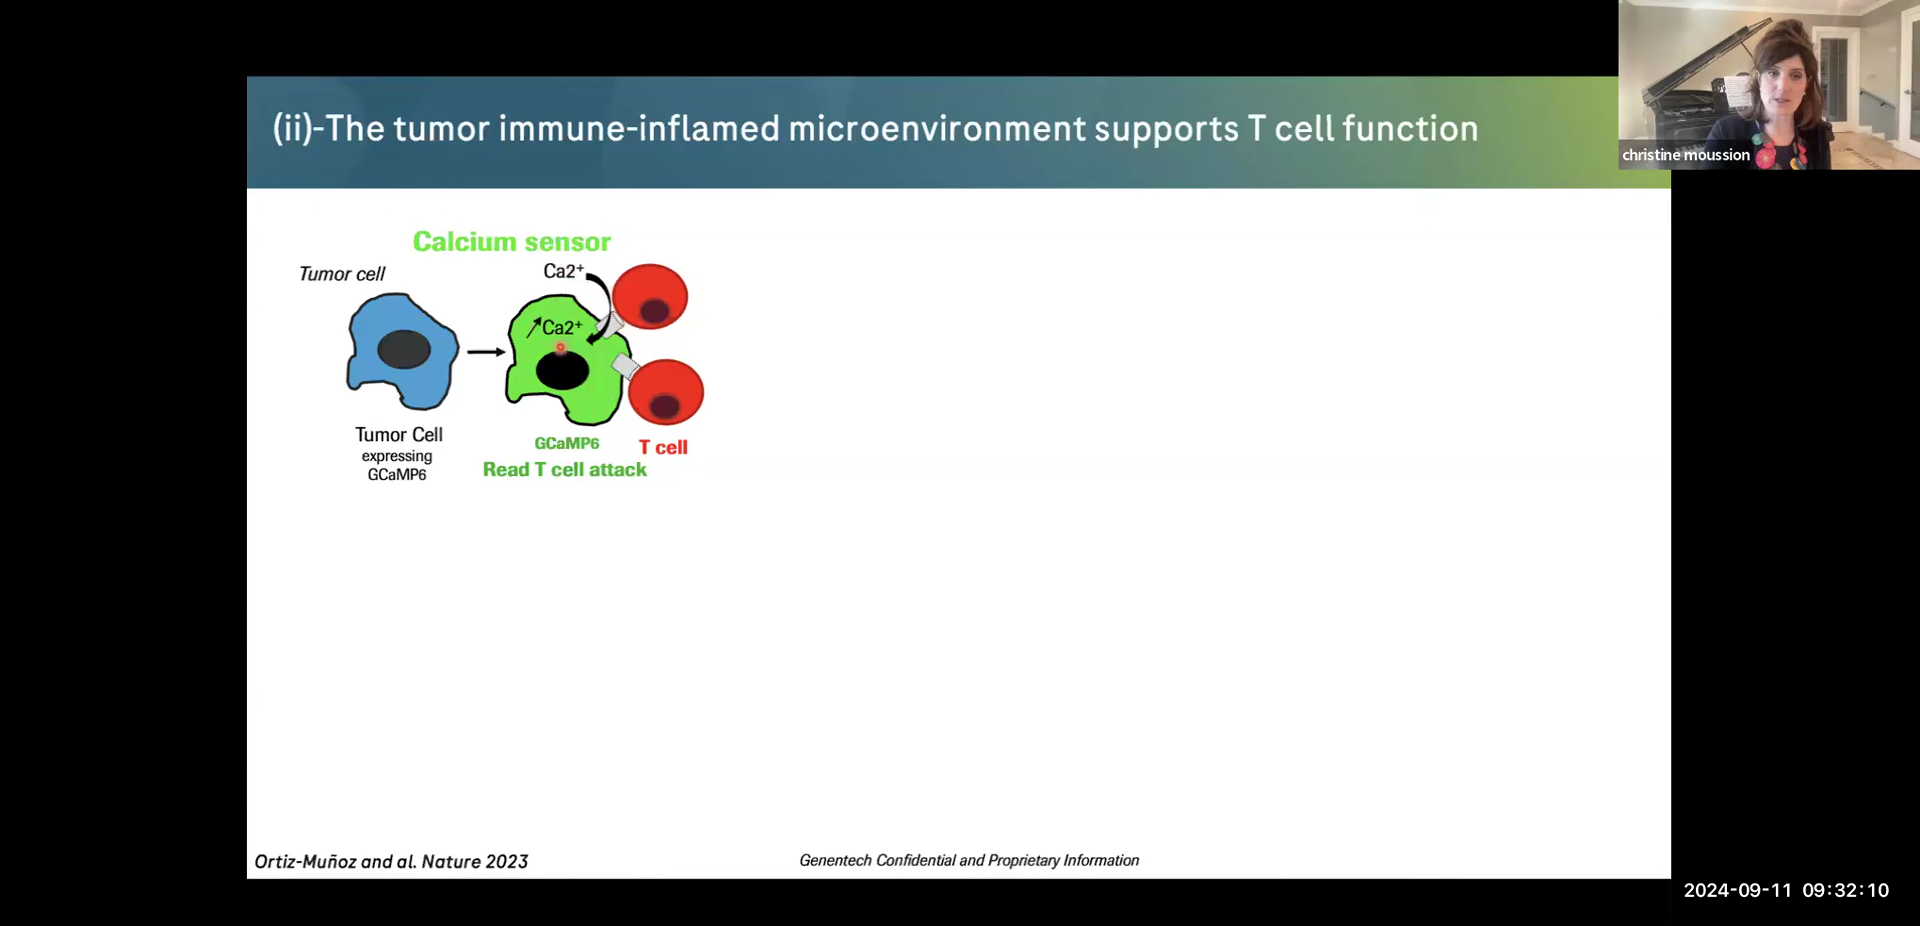 (ii)-The tumor immune-inflamed microenvironment supports T cell function
christine moussion
Calcium sensor
Tumor cell
Ca2⁺
Ca2⁺
Tumor Cell
expressing
GCaMP6
GCaMP6
T cell
Read T cell attack
Ortiz-Muñoz and al. Nature 2023
Genentech Confidential and Proprietary Information
2024-09-11 09:32:10